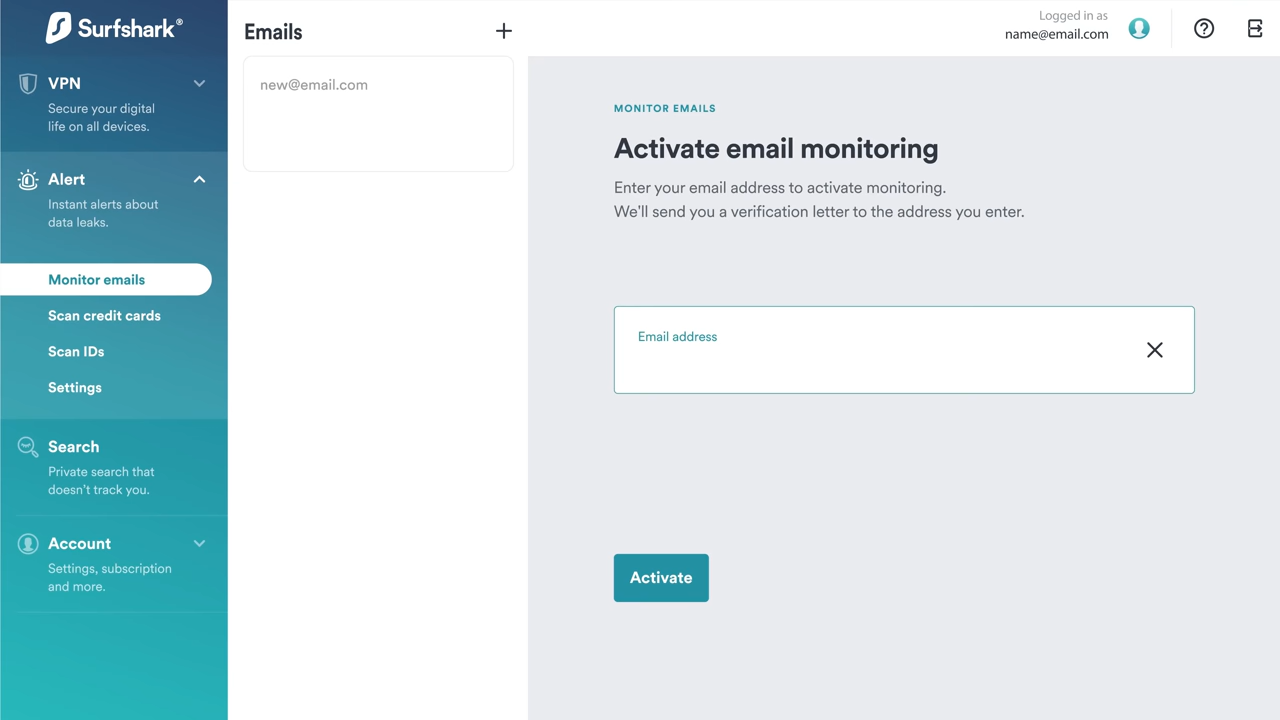 Surfshark®
VPN
Secure your digital
life on all devices.
Alert
Instant alerts about
data leaks.
Monitor emails
Scan credit cards
Scan IDs
Settings
Search
Private search that
doesn't track you.
Account
Settings, subscription
and more.
Emails
new@email.com
Logged in as
name@email.com
MONITOR EMAILS
Activate email monitoring
Enter your email address to activate monitoring.
We'll send you a verification letter to the address you enter.
Email address
Activate